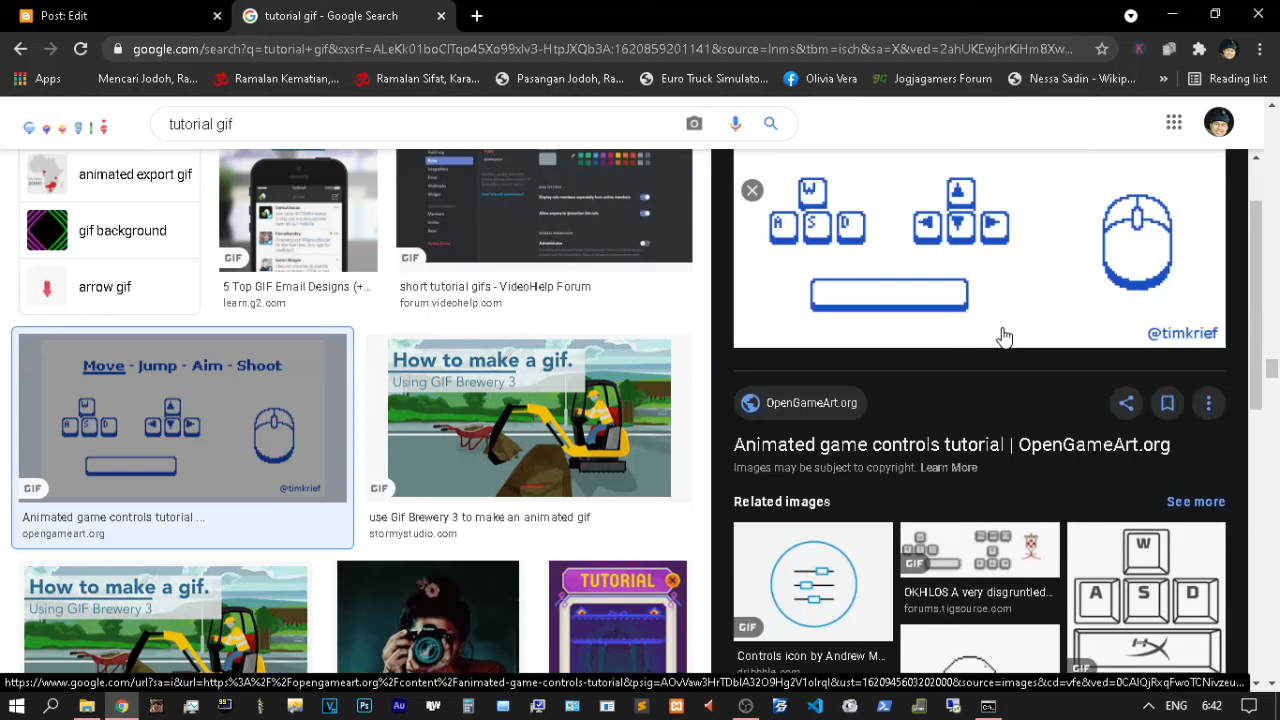 Post: Edit
tutorial gif - Google Search
google.com/search?q=tutorial+gif&sxsrf=ALeKk01boClTqo45Xo99xlv3-HtpJXQb3A:1620859201141&source=lnms&tbm=isch&sa=X&ved=2ahUKEwjhrKiHm8Xw...
Apps
Mencari Jodoh, Ra...
Ramalan Kematian,...
Ramalan Sifat, Kara...
Pasangan Jodoh, R...
Euro Truck Simulato...
Olivia Vera
Jogjagamers Forum
Nessa Judin - Wikip...
Reading list
tutorial gif
animated export gif
gif background
arrow gif
GIF
5 Top GIF Email Designs (+...
learn.g2.com
GIF
short tutorial gifs - VideoHelp Forum
forum.videohelp.com
Move - Jump - Aim - Shoot
W
A S D
@timkrief
GIF
Animated game controls tutorial ...
opengameart.org
How to make a gif.
Using GIF Brewery 3
GIF
use Gif Brewery 3 to make an animated gif
stormystudio.com
How to make a gif.
Using GIF Brewery 3
TUTORIAL
W
A S D
@timkrief
OpenGameArt.org
Animated game controls tutorial | OpenGameArt.org
Images may be subject to copyright. Learn More
Related images
See more
GIF
Controls icon by Andrew M...
dribbble.com
GIF
OKHLOS A very disgruntled...
forums.tigsource.com
W
A S D
GIF
https://www.google.com/url?sa=i&url=https%3A%2F%2Fopengameart.org%2Fcontent%2Fanimated-game-controls-tutorial&psig=AOvVaw3HrTDblA32O9Hg2V1olrql&ust=1620945603202000&source=images&cd=vfe&ved=0CAIQjRxqFwoTCNivzeu...
ENG
6:42